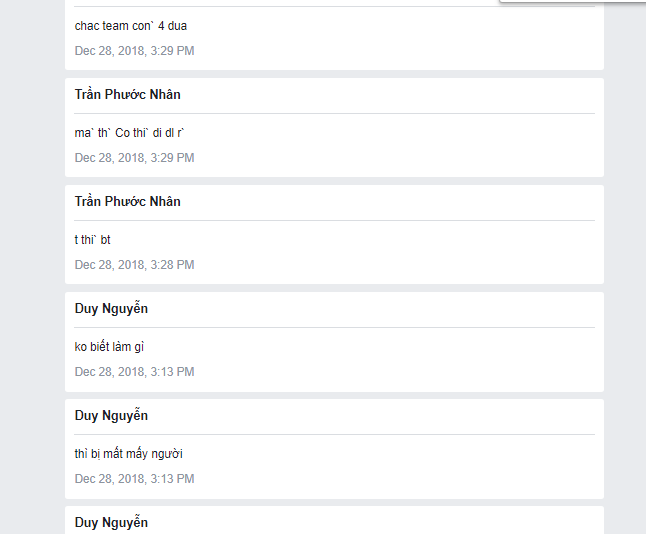 chac team con` 4 dua
Dec 28, 2018, 3:29 PM
Trần Phước Nhân
ma` th` Co thi` di dl r`
Dec 28, 2018, 3:29 PM
Trần Phước Nhân
t thi` bt
Dec 28, 2018, 3:28 PM
Duy Nguyễn
ko biết làm gì
Dec 28, 2018, 3:13 PM
Duy Nguyễn
thì bị mất mấy người
Dec 28, 2018, 3:13 PM
Duy Nguyễn